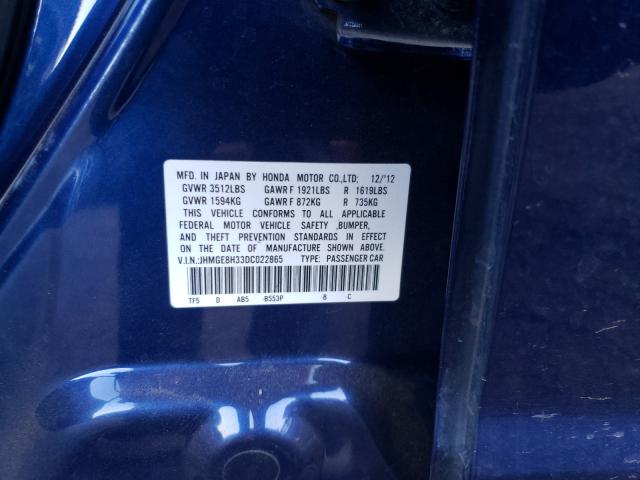 MFD. IN JAPAN BY HONDA MOTOR CO.,LTD; 12/'12
GVWR 3512LBS GAWR F 1921LBS R 1619LBS
GVWR 1594KG GAWR F 872KG R 735KG
THIS VEHICLE CONFORMS TO ALL APPLICABLE
FEDERAL MOTOR VEHICLE SAFETY ,BUMPER,
AND THEFT PREVENTION STANDARDS IN EFFECT
ON THE DATE OF MANUFACTURE SHOWN ABOVE.
V.I.N.:JHMGE8H33DC022865 TYPE: PASSENGER CAR
TF5 D AB5 -B553P 8 C